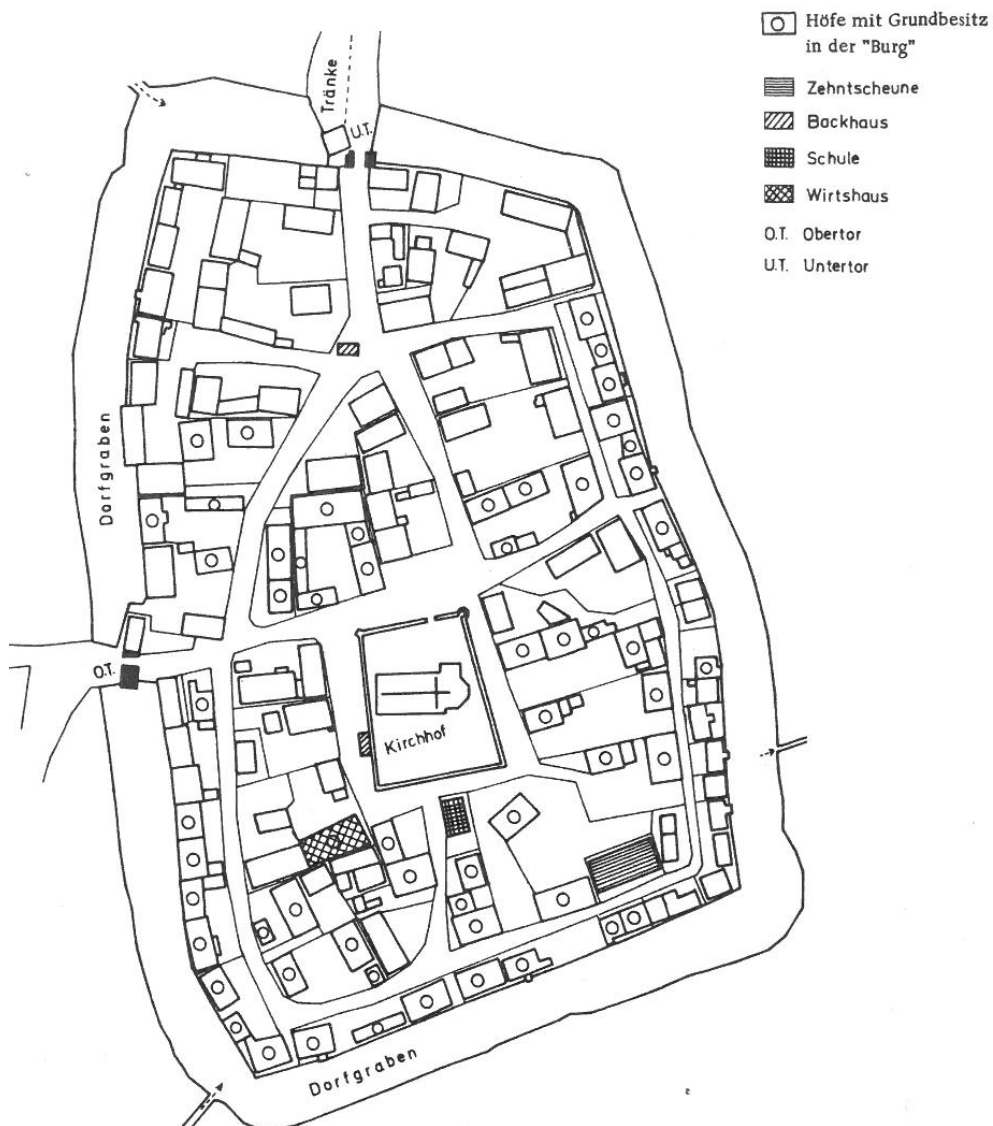 Höfe mit Grundbesitz
in der "Burg"
Zehntscheune
Backhaus
Schule
Wirtshaus
O.T. Obertor
U.T. Untertor
Tränke
U.T.
Dorfgraben
O.T.
Kirchhof
Dorfgraben